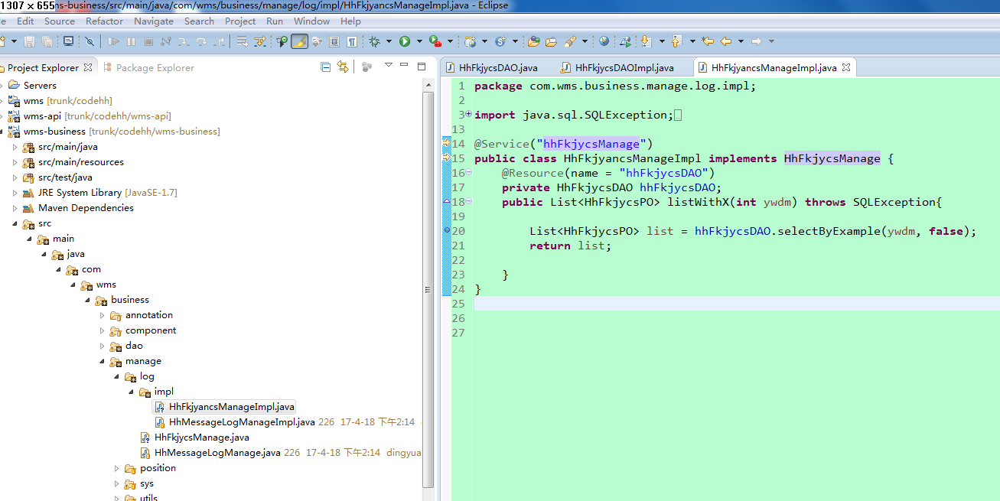 1307 × 655
ns-business/src/main/java/com/wms/business/manage/log/impl/HhFkjyancsManageImpl.java - Eclipse
le Edit Source Refactor Navigate Search Project Run Window Help
Project Explorer Package Explorer
Servers
wms [trunk/codehh]
wms-api [trunk/codehh/wms-api]
wms-business [trunk/codehh/wms-business]
src/main/java
src/main/resources
src/test/java
JRE System Library [JavaSE-1.7]
Maven Dependencies
src
main
java
com
wms
business
annotation
component
dao
manage
log
impl
HhFkjyancsManageImpl.java
HhMessageLogManageImpl.java 226 17-4-18 下午2:14
HhFkjycsManage.java
HhMessageLogManage.java 226 17-4-18 下午2:14 dingyua
position
sys
utils
HhFkjycsDAO.java HhFkjycsDAOImpl.java HhFkjyancsManageImpl.java
1 package com.wms.business.manage.log.impl;
2
3 import java.sql.SQLException;
13
14 @Service("hhFkjycsManage")
15 public class HhFkjyancsManageImpl implements HhFkjycsManage {
16 @Resource(name = "hhFkjycsDAO")
17 private HhFkjycsDAO hhFkjycsDAO;
18 public List<HhFkjycsPO> listWithX(int ywdm) throws SQLException{
19
20 List<HhFkjycsPO> list = hhFkjycsDAO.selectByExample(ywdm, false);
21 return list;
22
23 }
24 }
25
26
27